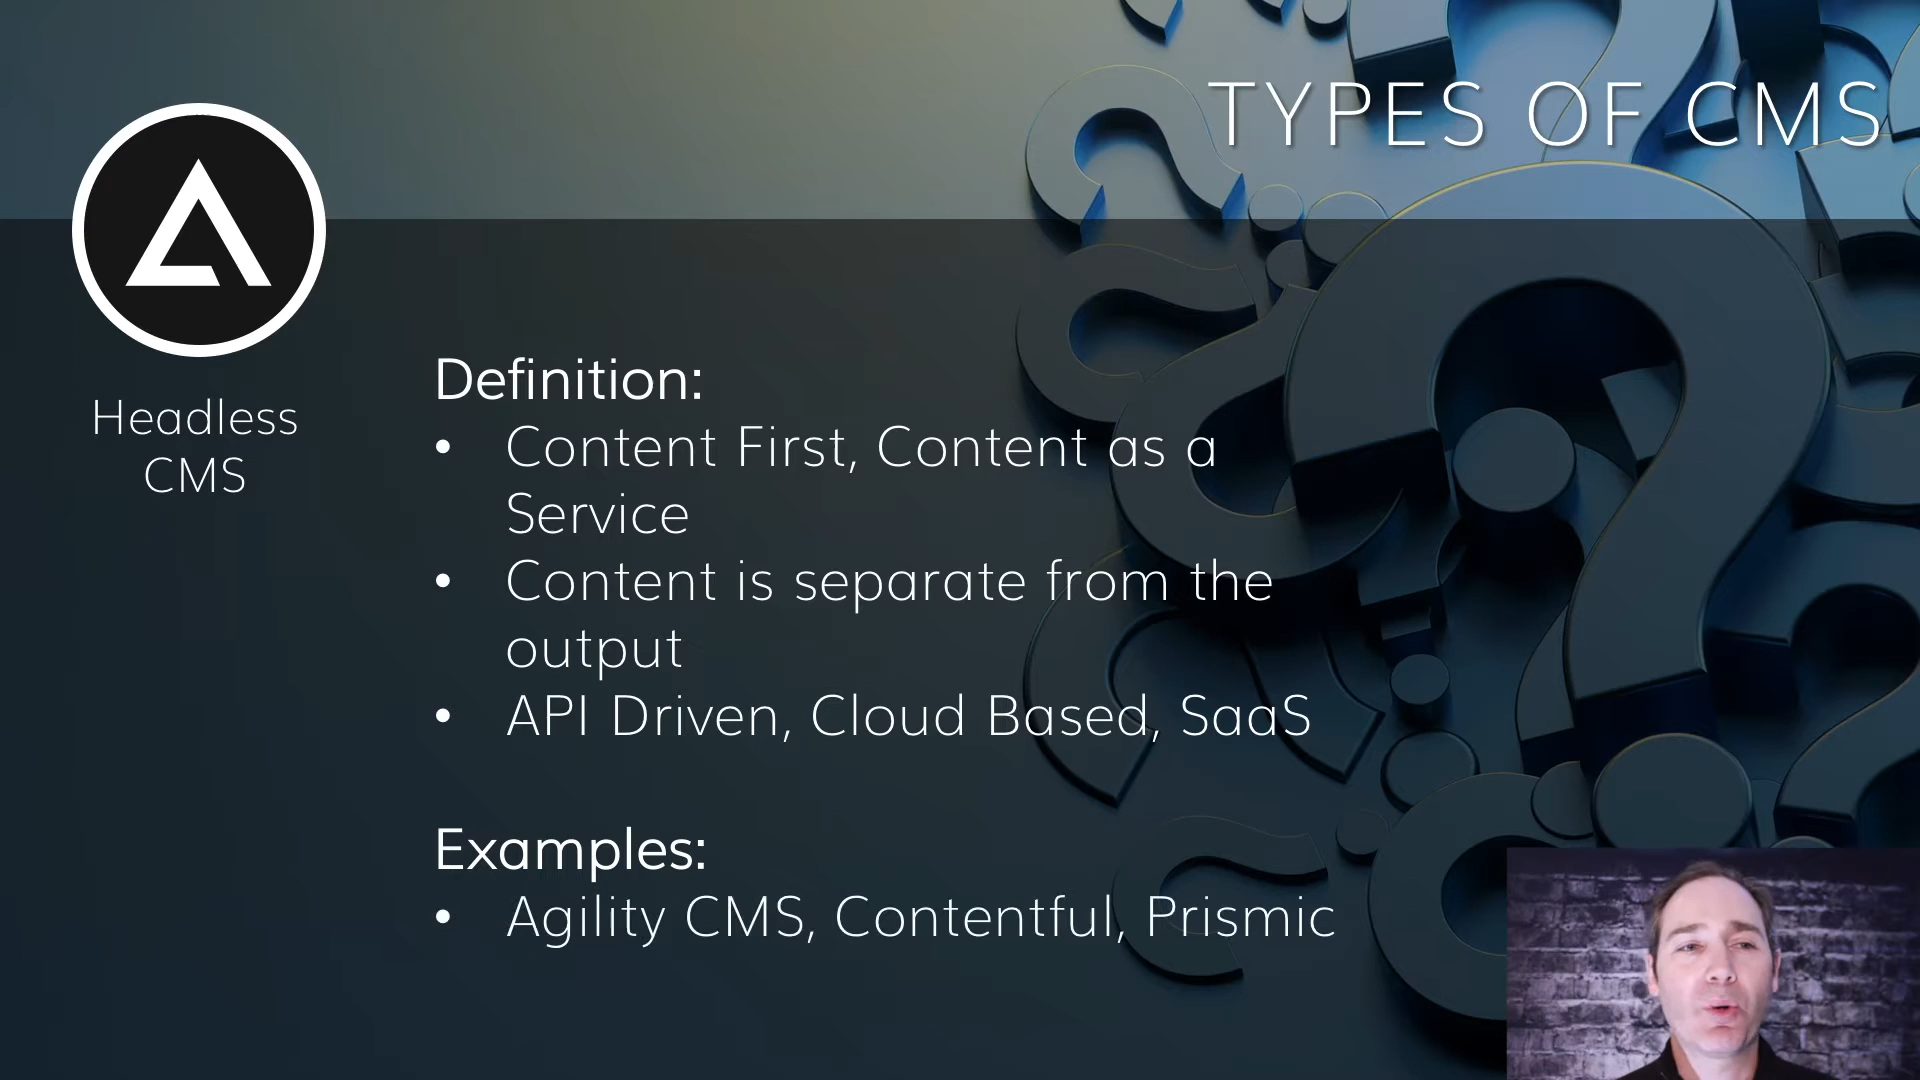 TYPES OF CMS
Headless
CMS
Definition:
• Content First, Content as a
Service
• Content is separate from the
output
• API Driven, Cloud Based, SaaS
Examples:
• Agility CMS, Contentful, Prismic